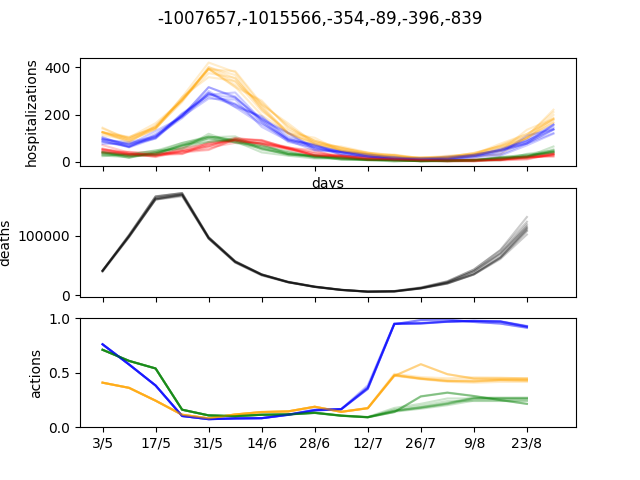 -1007657,-1015566,-354,-89,-396,-839
hospitalizations
400
200
0
days
deaths
100000
0
actions
1.0
0.5
0.0
3/5 17/5 31/5 14/6 28/6 12/7 26/7 9/8 23/8